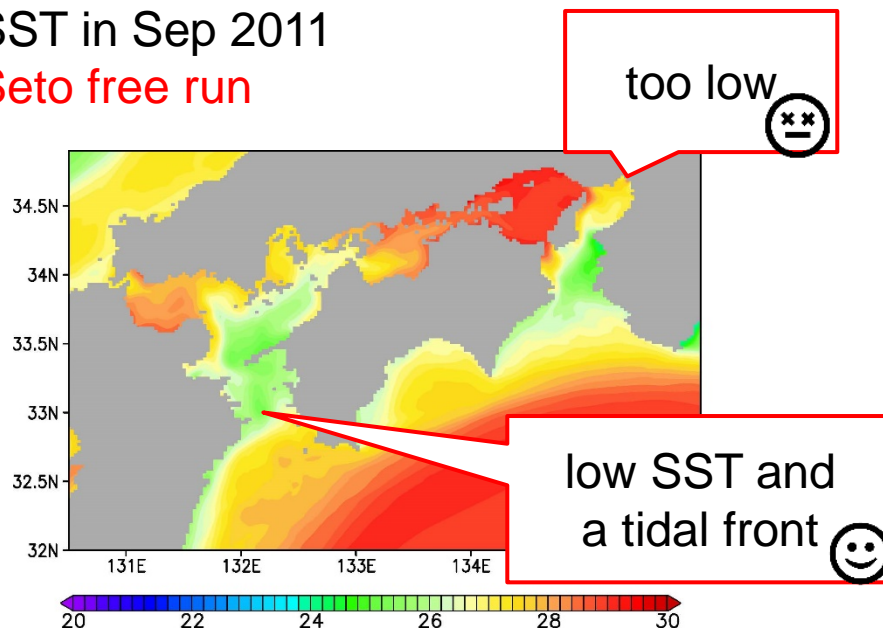 SST in Sep 2011
Seto free run
too low
34.5N
34N
33.5N
33N
32.5N
32N
131E
132E
133E
134E
low SST and
a tidal front
20
22
24
26
28
30